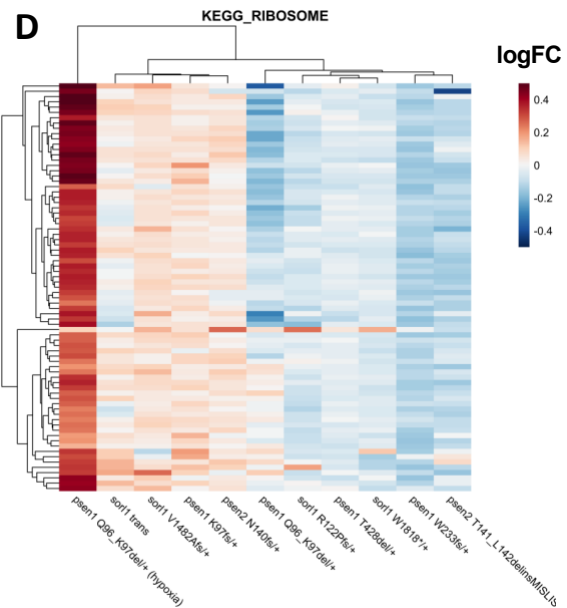 D
KEGG_RIBOSOME
logFC
0.4
0.2
0
-0.2
-0.4
psen1 Q96_K97del/+ (hypoxia)
sorl1 trans
sorl1 V1482Afs/+
psen1 K97fs/+
psen2 N140fs/+
psen1 Q96_K97del/+
sorl1 R122Pfs/+
psen1 T428del/+
sorl1 W1818*/+
psen1 W233fs/+
psen2 T141_L142delinsMISLIS